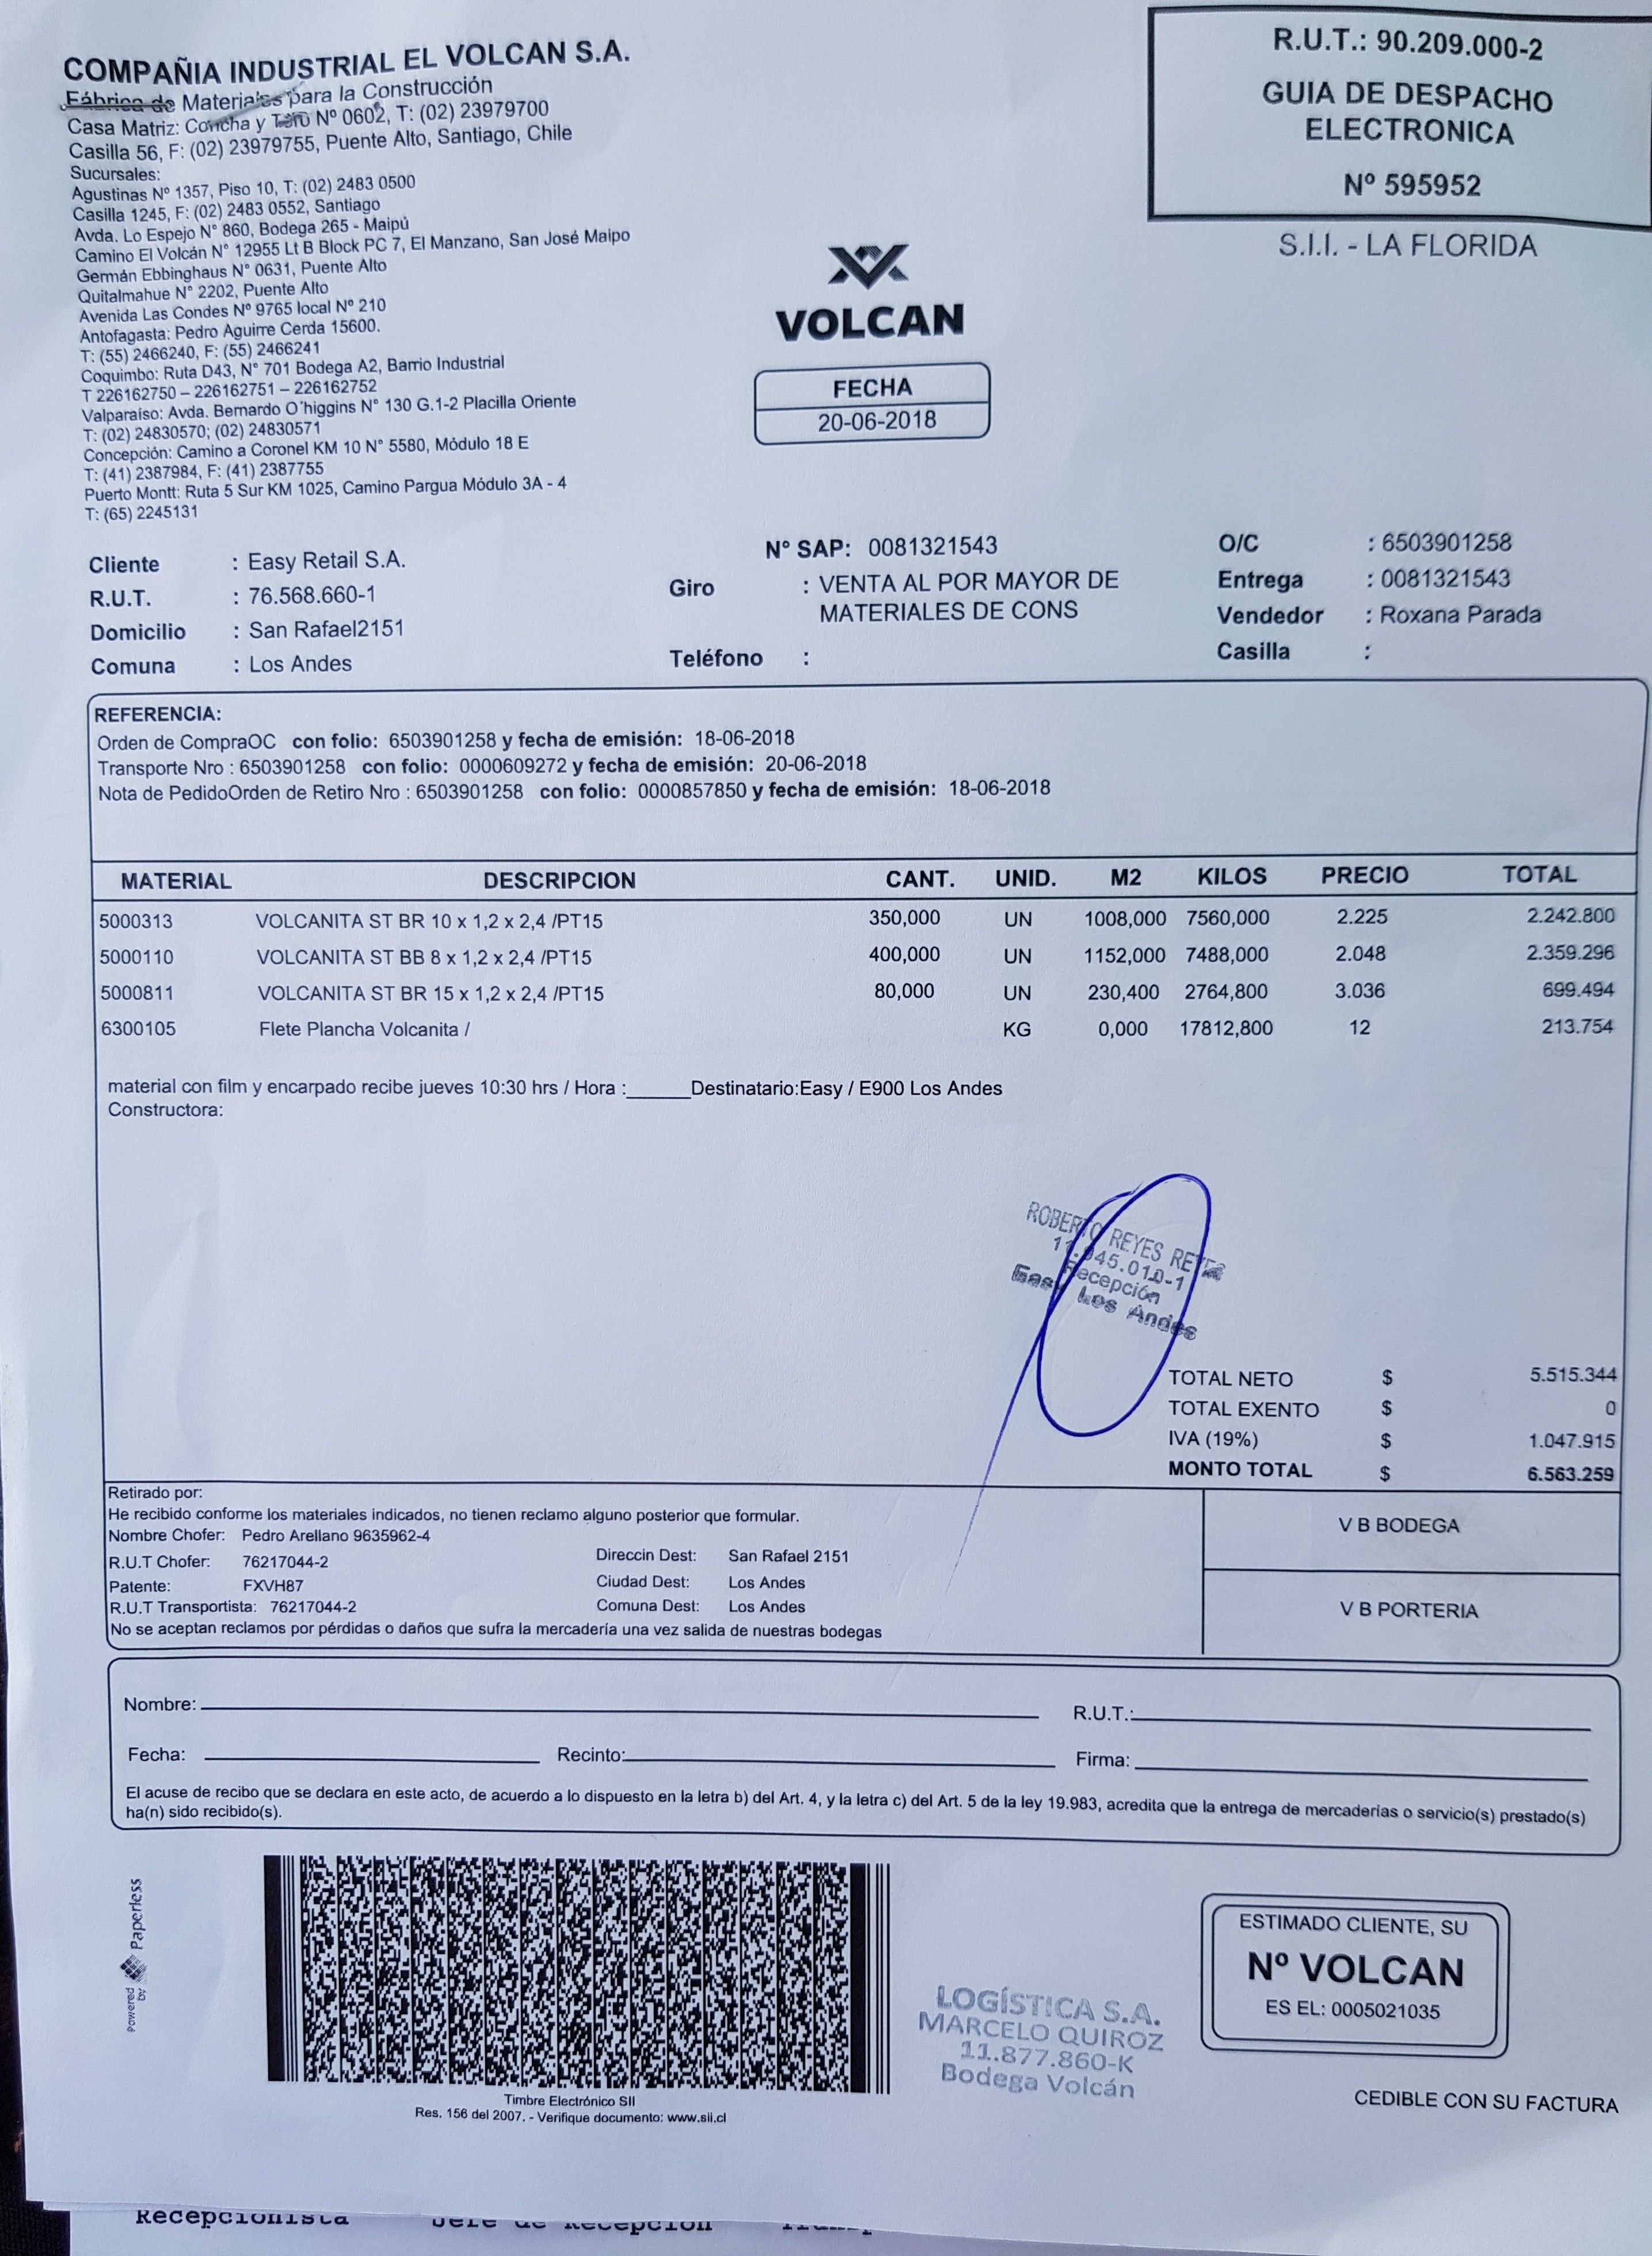 COMPAÑIA INDUSTRIAL EL VOLCAN S.A.
Fábrica de Materiales para la Construcción
Casa Matriz: Concha y Toro Nº 0602, T: (02) 23979700
Casilla 56, F: (02) 23979755, Puente Alto, Santiago, Chile
Sucursales:
Agustinas Nº 1357, Piso 10, T: (02) 2483 0500
Casilla 1245, F: (02) 2483 0552, Santiago
Avda. Lo Espejo N° 860, Bodega 265 - Maipú
Camino El Volcán N° 12955 Lt B Block PC 7, El Manzano, San José Maipo
Germán Ebbinghaus N° 0631, Puente Alto
Quitalmahue N° 2202, Puente Alto
Avenida Las Condes Nº 9765 local Nº 210
Antofagasta: Pedro Aguirre Cerda 15600.
T: (55) 2466240, F: (55) 2466241
Coquimbo: Ruta D43, N° 701 Bodega A2, Barrio Industrial
T 226162750 – 226162751 – 226162752
Valparaíso: Avda. Bernardo O´higgins N° 130 G.1-2 Placilla Oriente
T: (02) 24830570; (02) 24830571
Concepción: Camino a Coronel KM 10 N° 5580, Módulo 18 E
T: (41) 2387984, F: (41) 2387755
Puerto Montt: Ruta 5 Sur KM 1025, Camino Pargua Módulo 3A - 4
T: (65) 2245131
VOLCAN
FECHA
20-06-2018
R.U.T.: 90.209.000-2
GUIA DE DESPACHO
ELECTRONICA
Nº 595952
S.I.I. - LA FLORIDA
Cliente : Easy Retail S.A.
R.U.T. : 76.568.660-1
Domicilio : San Rafael2151
Comuna : Los Andes
N° SAP: 0081321543
Giro : VENTA AL POR MAYOR DE
MATERIALES DE CONS
Teléfono :
O/C : 6503901258
Entrega : 0081321543
Vendedor : Roxana Parada
Casilla :
REFERENCIA:
Orden de CompraOC con folio: 6503901258 y fecha de emisión: 18-06-2018
Transporte Nro : 6503901258 con folio: 0000609272 y fecha de emisión: 20-06-2018
Nota de PedidoOrden de Retiro Nro : 6503901258 con folio: 0000857850 y fecha de emisión: 18-06-2018
MATERIAL DESCRIPCION CANT. UNID. M2 KILOS PRECIO TOTAL
5000313 VOLCANITA ST BR 10 x 1,2 x 2,4 /PT15 350,000 UN 1008,000 7560,000 2.225 2.242.800
5000110 VOLCANITA ST BB 8 x 1,2 x 2,4 /PT15 400,000 UN 1152,000 7488,000 2.048 2.359.296
5000811 VOLCANITA ST BR 15 x 1,2 x 2,4 /PT15 80,000 UN 230,400 2764,800 3.036 699.494
6300105 Flete Plancha Volcanita / KG 0,000 17812,800 12 213.754
material con film y encarpado recibe jueves 10:30 hrs / Hora :______Destinatario:Easy / E900 Los Andes
Constructora:
ROBERTO REYES REYES
11.945.010-1
Recepción
Easy Los Andes
TOTAL NETO $ 5.515.344
TOTAL EXENTO $ 0
IVA (19%) $ 1.047.915
MONTO TOTAL $ 6.563.259
Retirado por:
He recibido conforme los materiales indicados, no tienen reclamo alguno posterior que formular.
Nombre Chofer: Pedro Arellano 9635962-4
R.U.T Chofer: 76217044-2
Patente: FXVH87
R.U.T Transportista: 76217044-2
Direccin Dest: San Rafael 2151
Ciudad Dest: Los Andes
Comuna Dest: Los Andes
No se aceptan reclamos por pérdidas o daños que sufra la mercadería una vez salida de nuestras bodegas
V B BODEGA
V B PORTERIA
Nombre: R.U.T.:
Fecha: Recinto: Firma:
El acuse de recibo que se declara en este acto, de acuerdo a lo dispuesto en la letra b) del Art. 4, y la letra c) del Art. 5 de la ley 19.983, acredita que la entrega de mercaderías o servicio(s) prestado(s)
ha(n) sido recibido(s).
Powered by Paperless
Timbre Electrónico SII
Res. 156 del 2007. - Verifique documento: www.sii.cl
LOGÍSTICA S.A.
MARCELO QUIROZ
11.877.860-K
Bodega Volcán
ESTIMADO CLIENTE, SU
Nº VOLCAN
ES EL: 0005021035
CEDIBLE CON SU FACTURA
Recepcionista Jefe de Recepcion